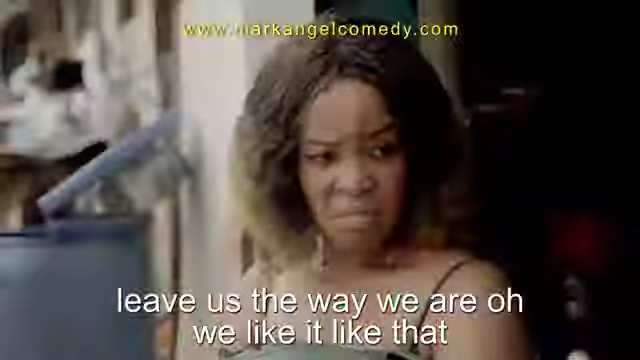 www.markangelcomedy.com
leave us the way we are oh
we like it like that